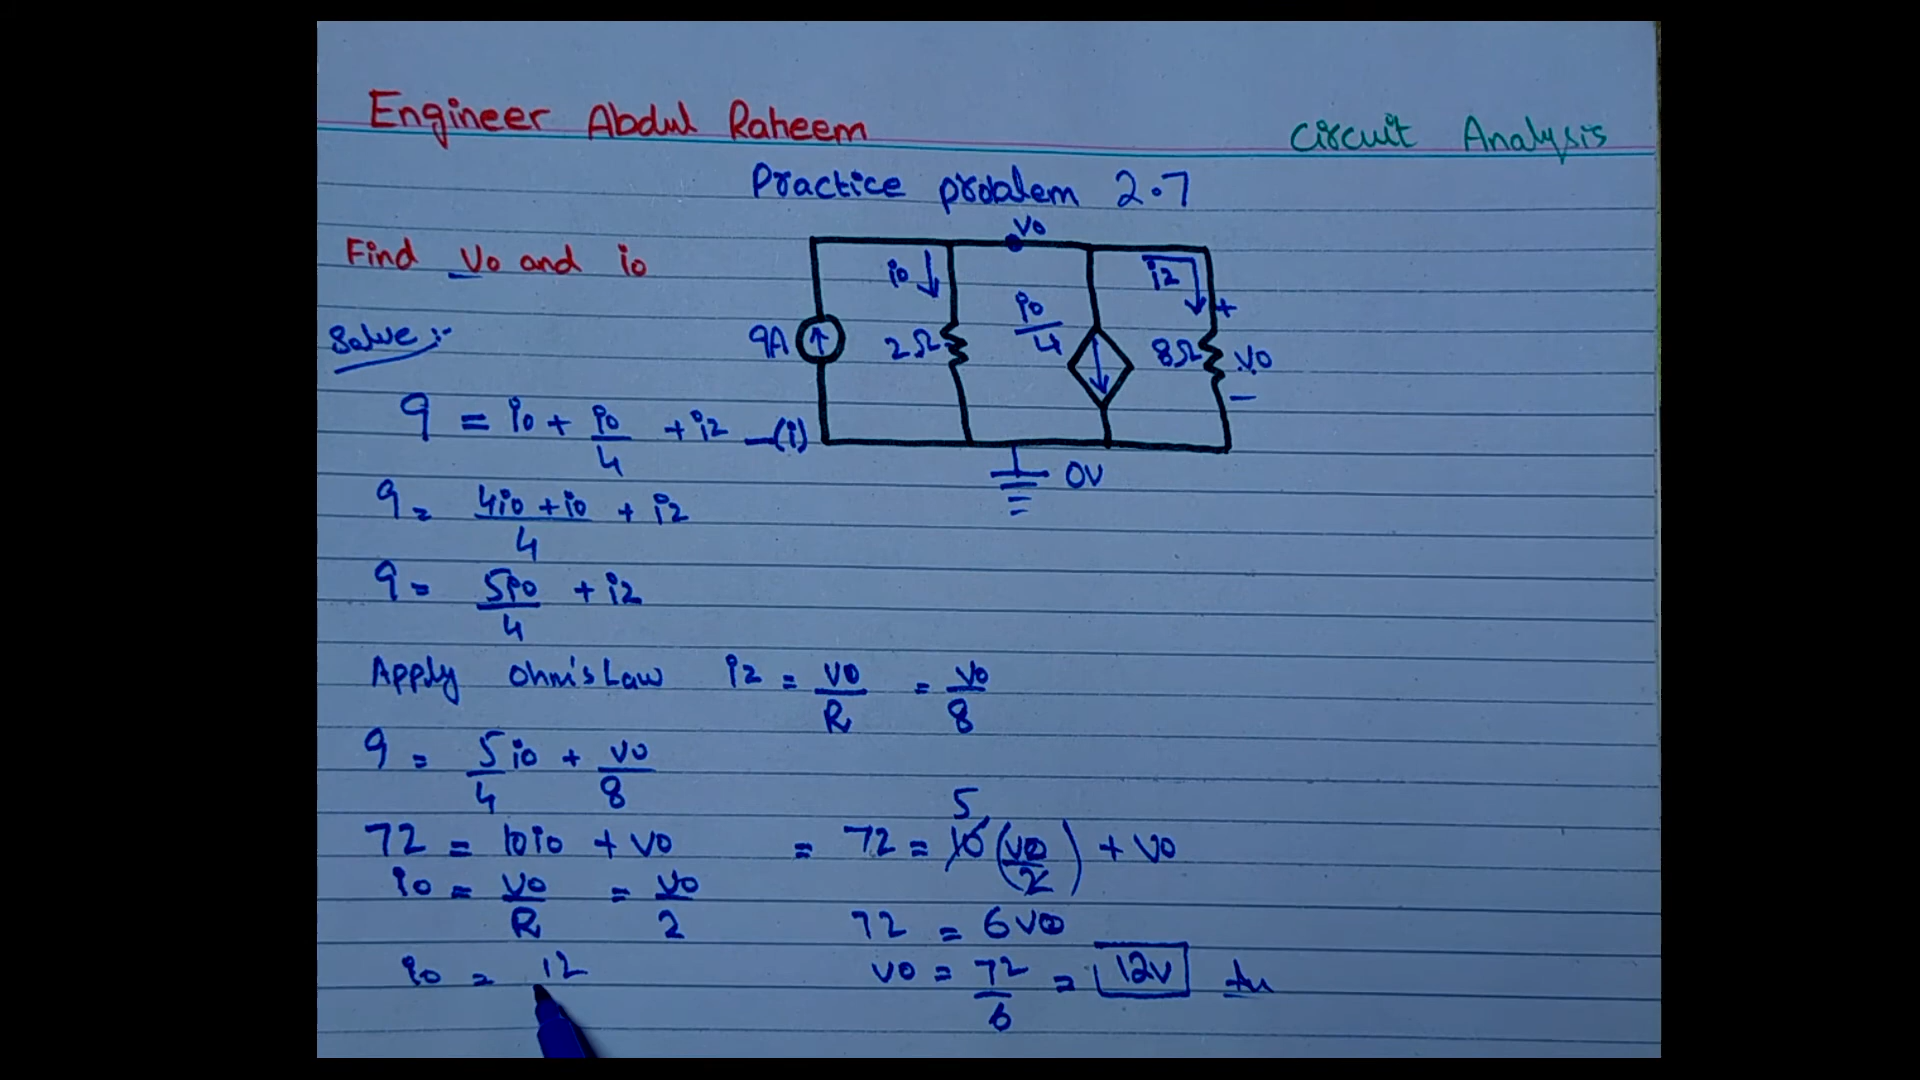 Engineer Abdul Raheem
Circuit Analysis
Practice problem 2.7
Find Vo and io
Vo
io
i2
+
io/4
9A
2Ω
8Ω
Vo
−
0V
Solve :-
9 = io + io/4 + i2 —(i)
9 = (4io + io)/4 + i2
9 = 5io/4 + i2
Apply Ohm's Law i2 = Vo/R = Vo/8
9 = 5/4 io + Vo/8
72 = 10io + Vo = 72 = 10 5 (Vo/2) + Vo
io = Vo/R = Vo/2
72 = 6Vo
io = 12
Vo = 72/6 = 12V